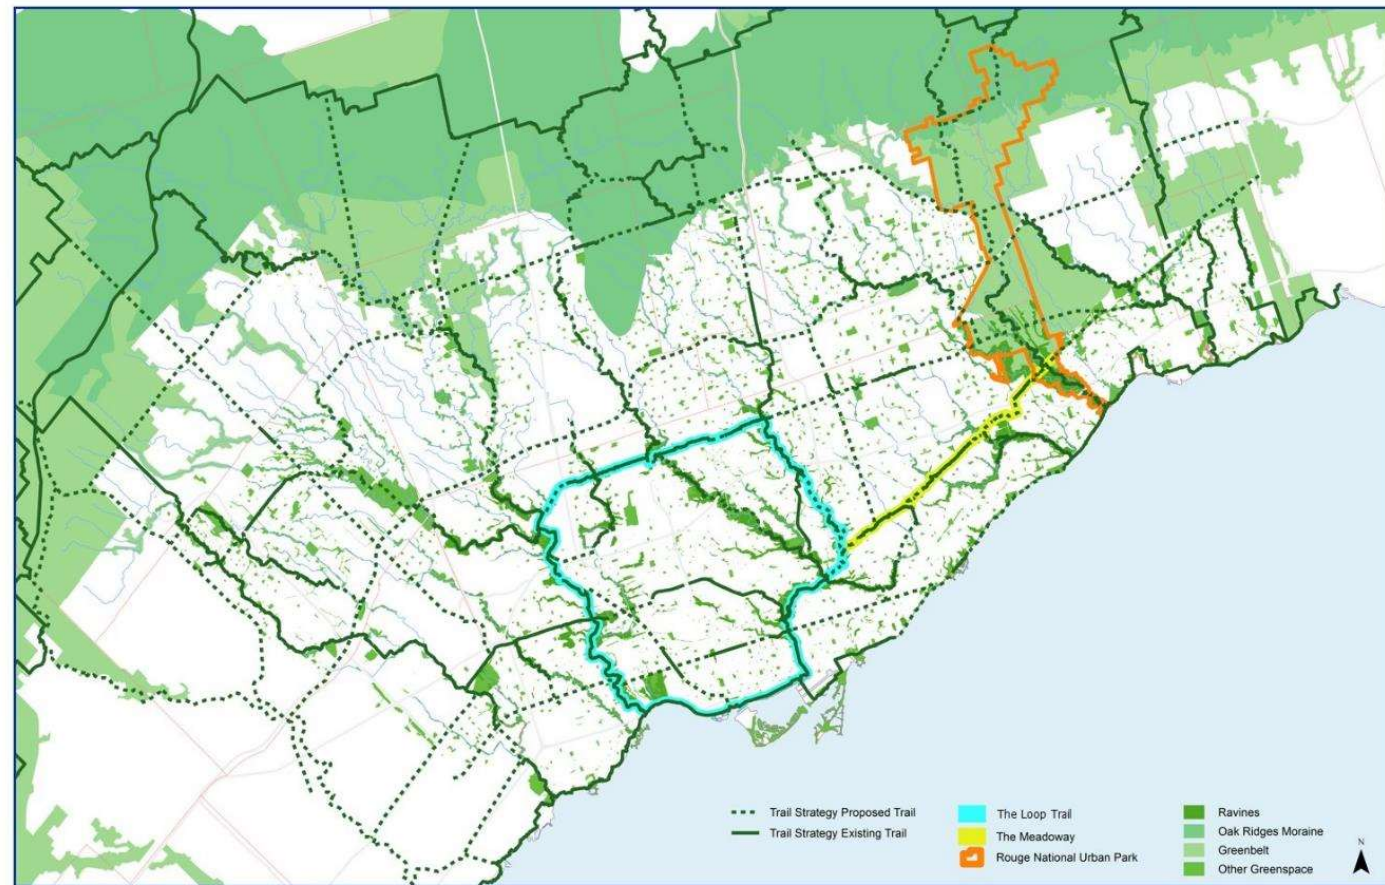 Trail Strategy Proposed Trail
Trail Strategy Existing Trail
The Loop Trail
The Meadoway
Rouge National Urban Park
Ravines
Oak Ridges Moraine
Greenbelt
Other Greenspace
N